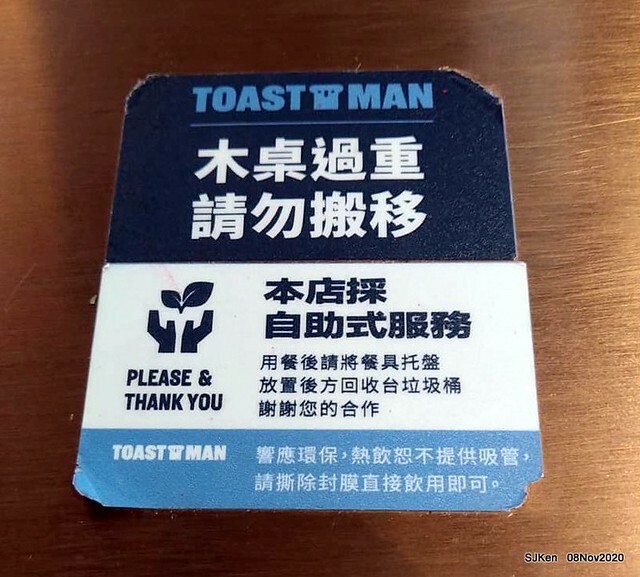 TOAST MAN
木桌過重
請勿搬移
本店採
自助式服務
PLEASE &
THANK YOU
用餐後請將餐具托盤
放置後方回收台垃圾桶
謝謝您的合作
TOAST MAN
響應環保，熱飲恕不提供吸管，
請撕除封膜直接飲用即可。
SJKen 08Nov2020